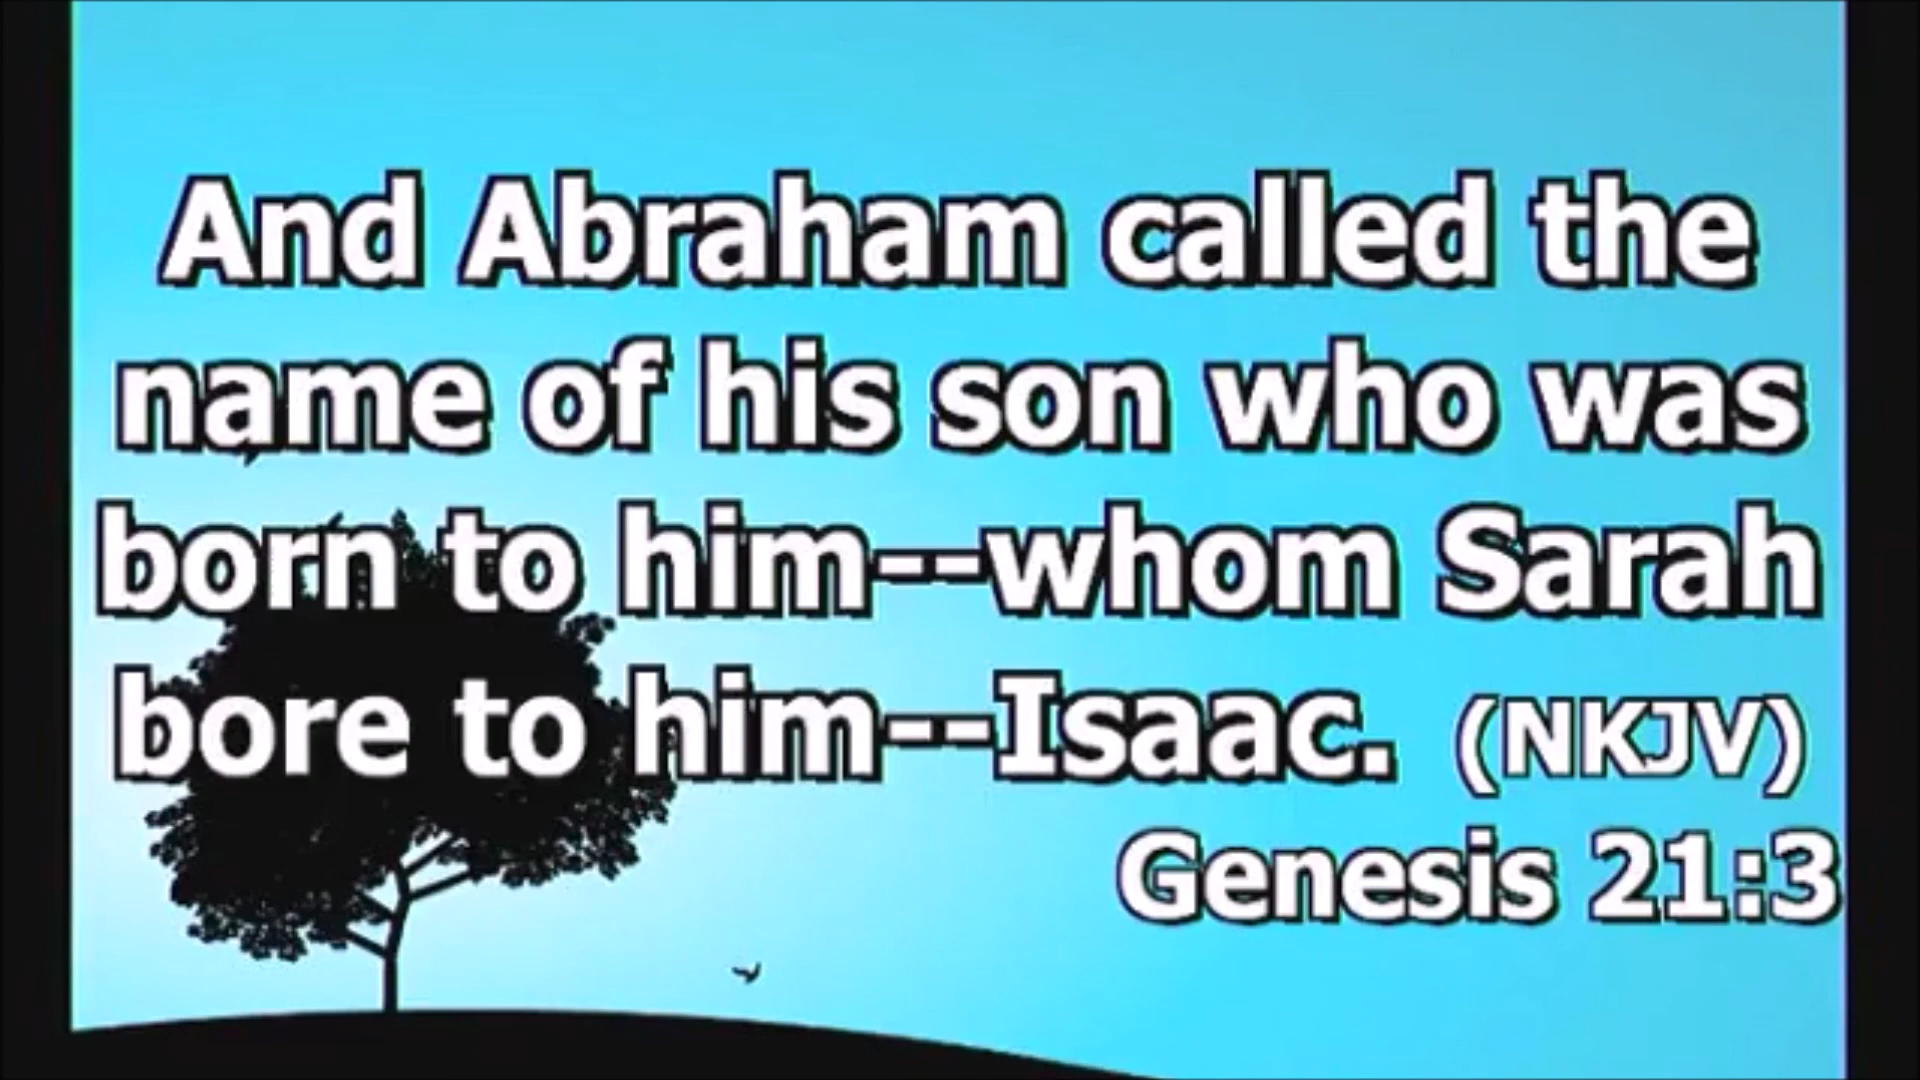 And Abraham called the
name of his son who was
born to him--whom Sarah
bore to him--Isaac. (NKJV)
Genesis 21:3